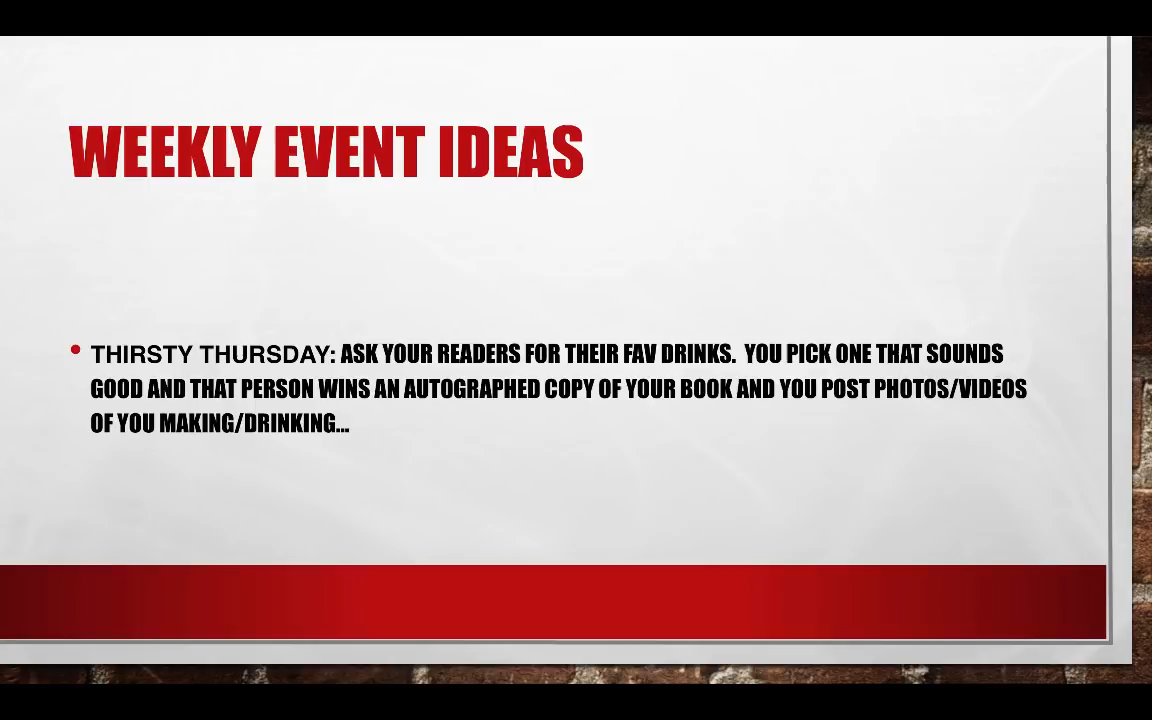 WEEKLY EVENT IDEAS
• THIRSTY THURSDAY: ASK YOUR READERS FOR THEIR FAV DRINKS.  YOU PICK ONE THAT SOUNDS
GOOD AND THAT PERSON WINS AN AUTOGRAPHED COPY OF YOUR BOOK AND YOU POST PHOTOS/VIDEOS
OF YOU MAKING/DRINKING...